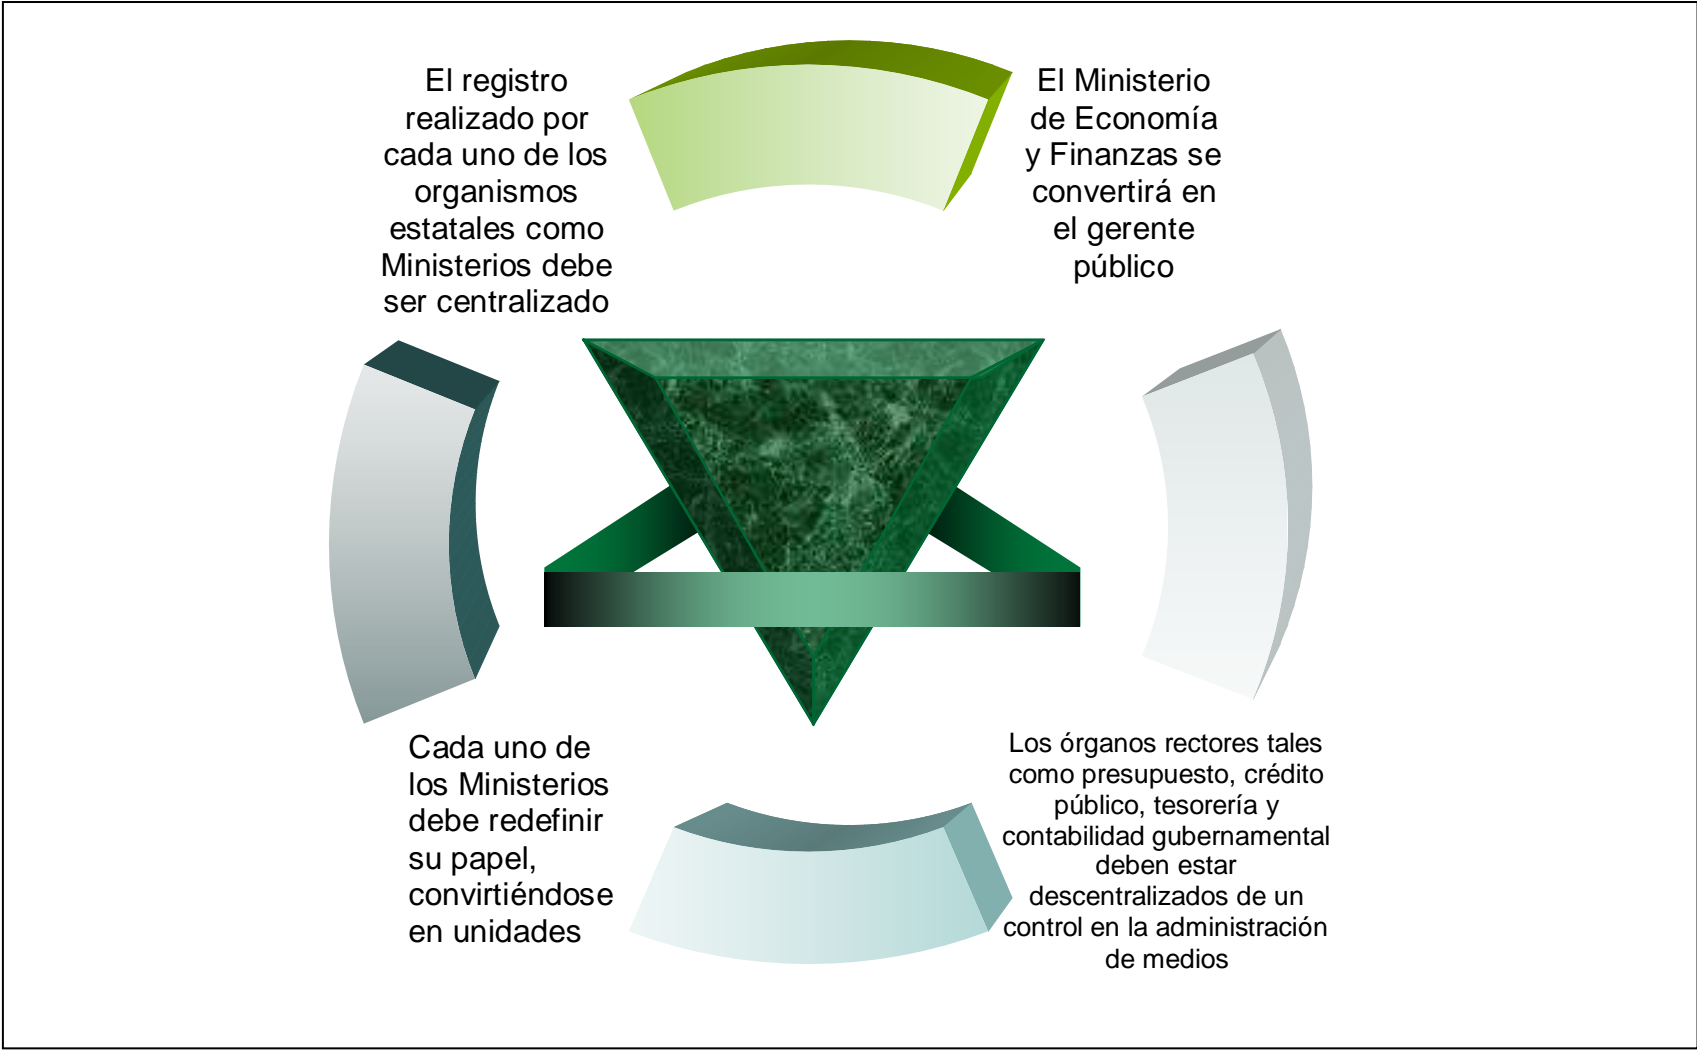 El registro
realizado por
cada uno de los
organismos
estatales como
Ministerios debe
ser centralizado
El Ministerio
de Economía
y Finanzas se
convertirá en
el gerente
público
Cada uno de
los Ministerios
debe redefinir
su papel,
convirtiéndose
en unidades
Los órganos rectores tales
como presupuesto, crédito
público, tesorería y
contabilidad gubernamental
deben estar
descentralizados de un
control en la administración
de medios